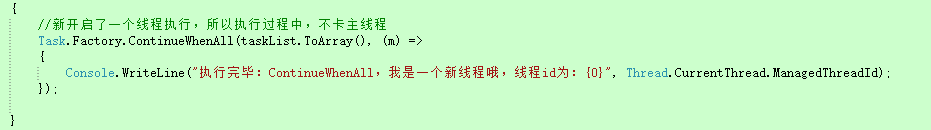 {
//新开启了一个线程执行，所以执行过程中，不卡主线程
Task.Factory.ContinueWhenAll(taskList.ToArray(), (m) =>
{
Console.WriteLine("执行完毕：ContinueWhenAll，我是一个新线程哦，线程id为：{0}", Thread.CurrentThread.ManagedThreadId);
});
}